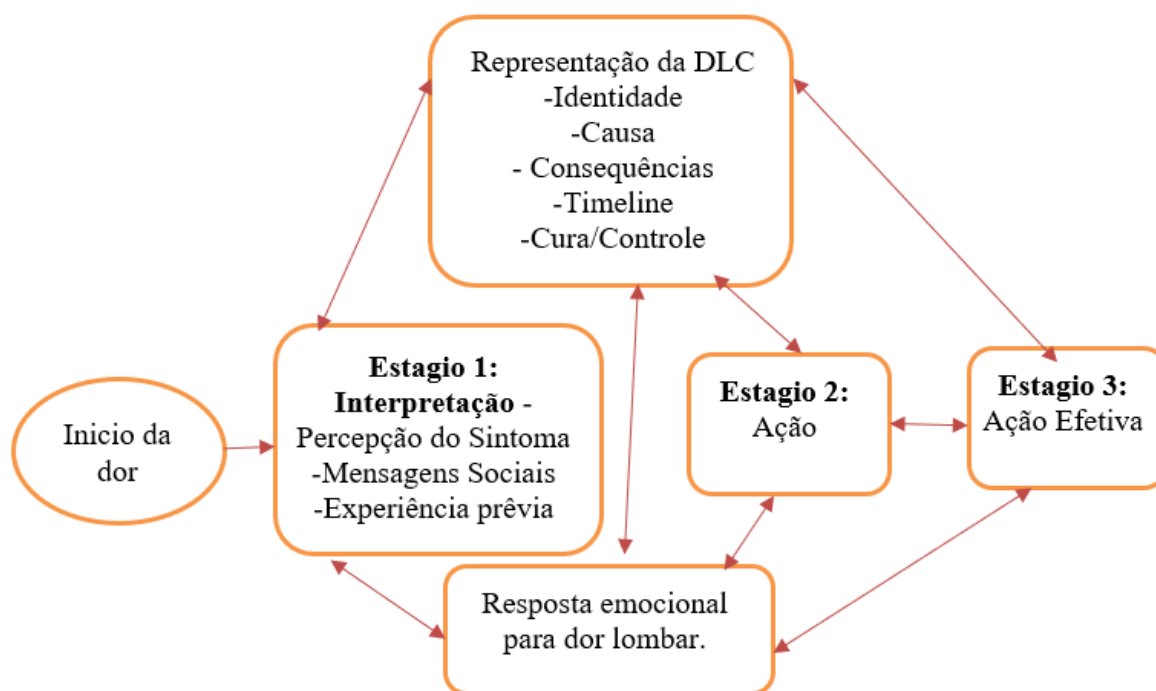 Representação da DLC
-Identidade
-Causa
- Consequências
-Timeline
-Cura/Controle
Inicio da
dor
Estagio 1:
Interpretação -
Percepção do Sintoma
-Mensagens Sociais
-Experiência prêvia
Estagio 2:
Ação
Estagio 3:
Ação Efetiva
Resposta emocional
para dor lombar.